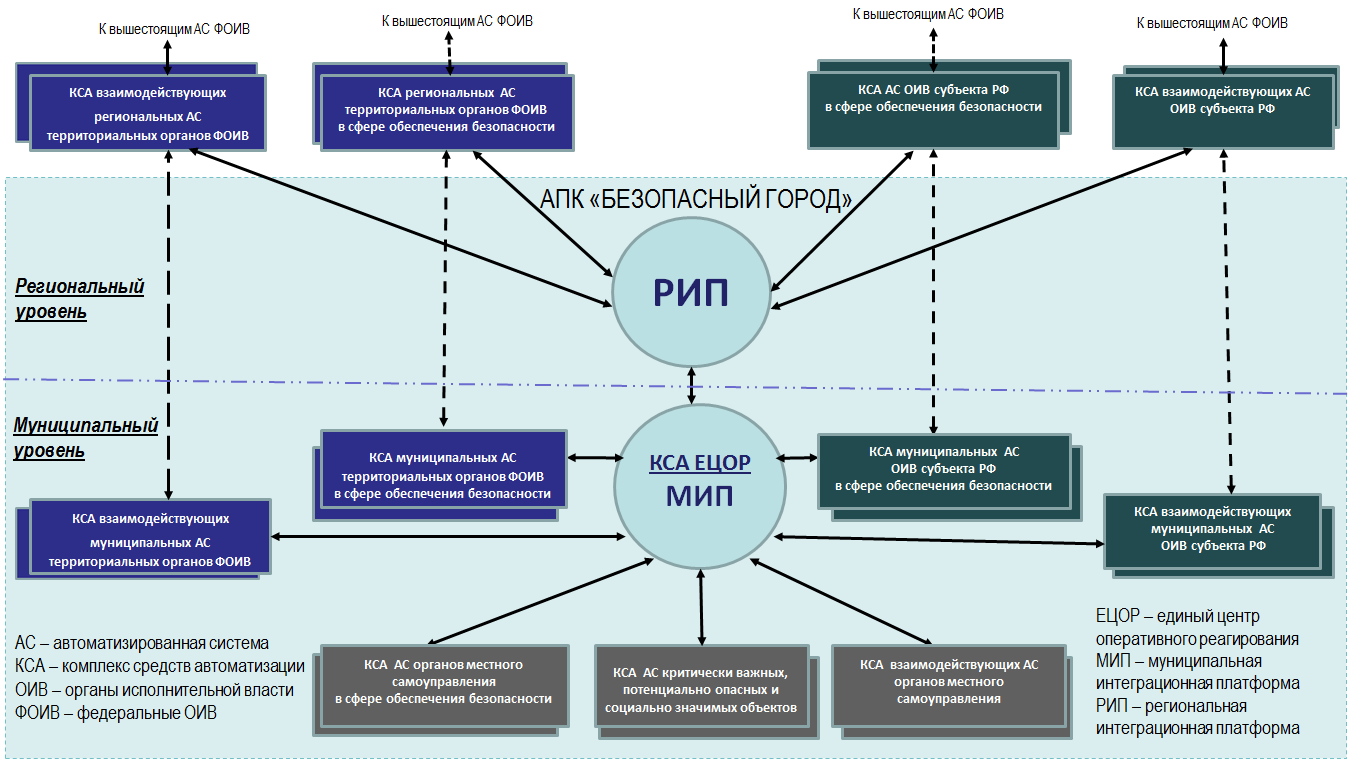 К вышестоящим АС ФОИВ
К вышестоящим АС ФОИВ
К вышестоящим АС ФОИВ
К вышестоящим АС ФОИВ
КСА взаимодействующих
региональных АС
территориальных органов ФОИВ
КСА региональных АС
территориальных органов ФОИВ
в сфере обеспечения безопасности
КСА АС ОИВ субъекта РФ
в сфере обеспечения безопасности
КСА взаимодействующих АС
ОИВ субъекта РФ
АПК «БЕЗОПАСНЫЙ ГОРОД»
РИП
Региональный
уровень
Муниципальный
уровень
КСА муниципальных АС
территориальных органов ФОИВ
в сфере обеспечения безопасности
КСА ЕЦОР
МИП
КСА муниципальных АС
ОИВ субъекта РФ
в сфере обеспечения безопасности
КСА взаимодействующих
муниципальных АС
территориальных органов ФОИВ
КСА взаимодействующих
муниципальных АС
ОИВ субъекта РФ
АС – автоматизированная система
КСА – комплекс средств автоматизации
ОИВ – органы исполнительной власти
ФОИВ – федеральные ОИВ
КСА АС органов местного
самоуправления
в сфере обеспечения безопасности
КСА АС критически важных,
потенциально опасных и
социально значимых объектов
КСА взаимодействующих АС
органов местного
самоуправления
ЕЦОР – единый центр
оперативного реагирования
МИП – муниципальная
интеграционная платформа
РИП – региональная
интеграционная платформа